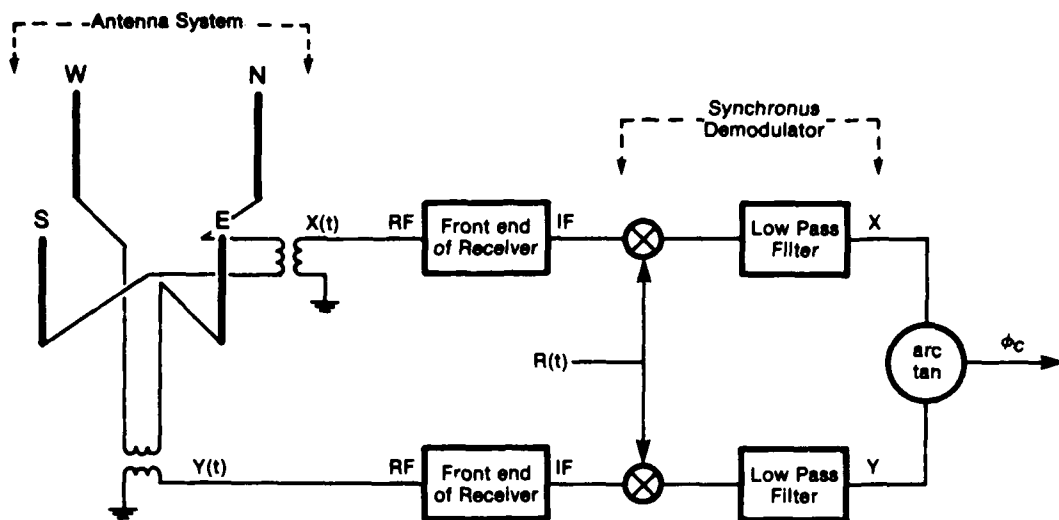 Antenna System
W
N
S
E
X(t)
RF
Front end
of Receiver
IF
Synchronus
Demodulator
Low Pass
Filter
X
R(t)
arc
tan
ϕc
Y(t)
RF
Front end
of Receiver
IF
Low Pass
Filter
Y